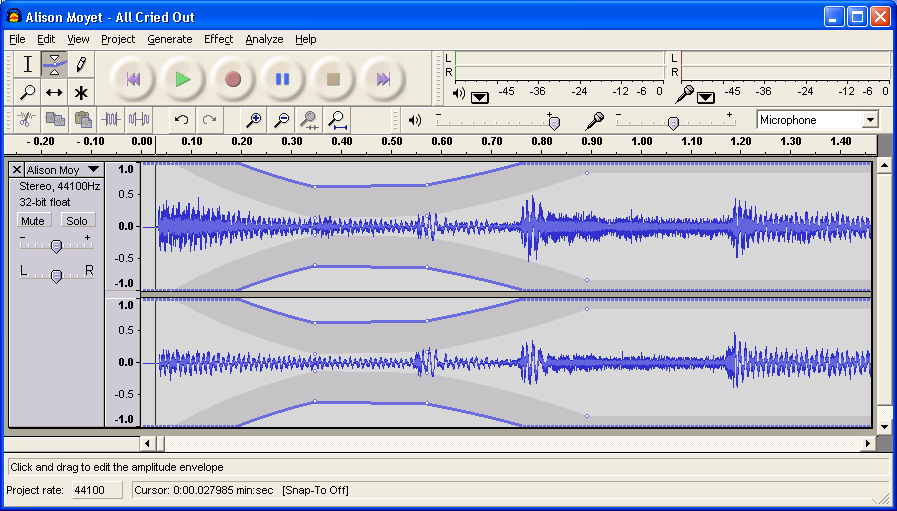 Alison Moyet - All Cried Out
File Edit View Project Generate Effect Analyze Help
L
R
-45 -36 -24 -12 -6 0
L
R
-45 -36 -24 -12 -6 0
- + - + Microphone
- 0.20 - 0.10 0.00 0.10 0.20 0.30 0.40 0.50 0.60 0.70 0.80 0.90 1.00 1.10 1.20 1.30 1.40
Alison Moy
Stereo, 44100Hz
32-bit float
Mute Solo
- +
L R
1.0
0.5
0.0
-0.5
-1.0
1.0
0.5
0.0
-0.5
-1.0
Click and drag to edit the amplitude envelope
Project rate: 44100 Cursor: 0:00.027985 min:sec [Snap-To Off]